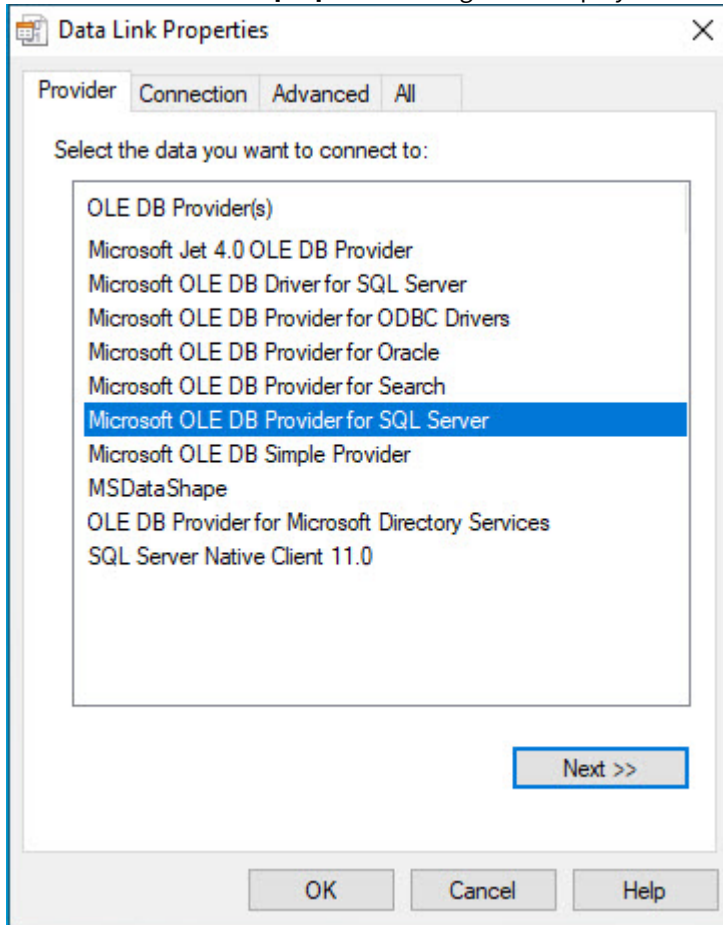 Data Link Properties
Provider Connection Advanced All
Select the data you want to connect to:
OLE DB Provider(s)
Microsoft Jet 4.0 OLE DB Provider
Microsoft OLE DB Driver for SQL Server
Microsoft OLE DB Provider for ODBC Drivers
Microsoft OLE DB Provider for Oracle
Microsoft OLE DB Provider for Search
Microsoft OLE DB Provider for SQL Server
Microsoft OLE DB Simple Provider
MSDataShape
OLE DB Provider for Microsoft Directory Services
SQL Server Native Client 11.0
Next >>
OK Cancel Help